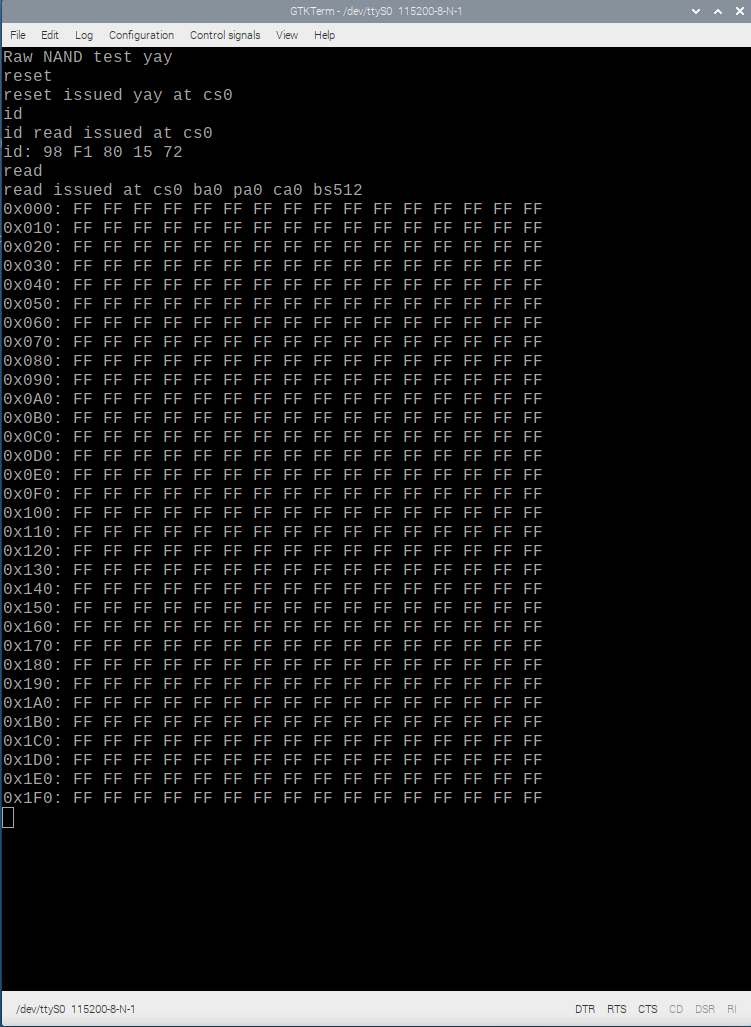 GTKTerm - /dev/ttyS0 115200-8-N-1
File Edit Log Configuration Control signals View Help
Raw NAND test yay
reset
reset issued yay at cs0
id
id read issued at cs0
id: 98 F1 80 15 72
read
read issued at cs0 ba0 pa0 ca0 bs512
0x000: FF FF FF FF FF FF FF FF FF FF FF FF FF FF FF FF
0x010: FF FF FF FF FF FF FF FF FF FF FF FF FF FF FF FF
0x020: FF FF FF FF FF FF FF FF FF FF FF FF FF FF FF FF
0x030: FF FF FF FF FF FF FF FF FF FF FF FF FF FF FF FF
0x040: FF FF FF FF FF FF FF FF FF FF FF FF FF FF FF FF
0x050: FF FF FF FF FF FF FF FF FF FF FF FF FF FF FF FF
0x060: FF FF FF FF FF FF FF FF FF FF FF FF FF FF FF FF
0x070: FF FF FF FF FF FF FF FF FF FF FF FF FF FF FF FF
0x080: FF FF FF FF FF FF FF FF FF FF FF FF FF FF FF FF
0x090: FF FF FF FF FF FF FF FF FF FF FF FF FF FF FF FF
0x0A0: FF FF FF FF FF FF FF FF FF FF FF FF FF FF FF FF
0x0B0: FF FF FF FF FF FF FF FF FF FF FF FF FF FF FF FF
0x0C0: FF FF FF FF FF FF FF FF FF FF FF FF FF FF FF FF
0x0D0: FF FF FF FF FF FF FF FF FF FF FF FF FF FF FF FF
0x0E0: FF FF FF FF FF FF FF FF FF FF FF FF FF FF FF FF
0x0F0: FF FF FF FF FF FF FF FF FF FF FF FF FF FF FF FF
0x100: FF FF FF FF FF FF FF FF FF FF FF FF FF FF FF FF
0x110: FF FF FF FF FF FF FF FF FF FF FF FF FF FF FF FF
0x120: FF FF FF FF FF FF FF FF FF FF FF FF FF FF FF FF
0x130: FF FF FF FF FF FF FF FF FF FF FF FF FF FF FF FF
0x140: FF FF FF FF FF FF FF FF FF FF FF FF FF FF FF FF
0x150: FF FF FF FF FF FF FF FF FF FF FF FF FF FF FF FF
0x160: FF FF FF FF FF FF FF FF FF FF FF FF FF FF FF FF
0x170: FF FF FF FF FF FF FF FF FF FF FF FF FF FF FF FF
0x180: FF FF FF FF FF FF FF FF FF FF FF FF FF FF FF FF
0x190: FF FF FF FF FF FF FF FF FF FF FF FF FF FF FF FF
0x1A0: FF FF FF FF FF FF FF FF FF FF FF FF FF FF FF FF
0x1B0: FF FF FF FF FF FF FF FF FF FF FF FF FF FF FF FF
0x1C0: FF FF FF FF FF FF FF FF FF FF FF FF FF FF FF FF
0x1D0: FF FF FF FF FF FF FF FF FF FF FF FF FF FF FF FF
0x1E0: FF FF FF FF FF FF FF FF FF FF FF FF FF FF FF FF
0x1F0: FF FF FF FF FF FF FF FF FF FF FF FF FF FF FF FF
/dev/ttyS0 115200-8-N-1 DTR RTS CTS CD DSR RI